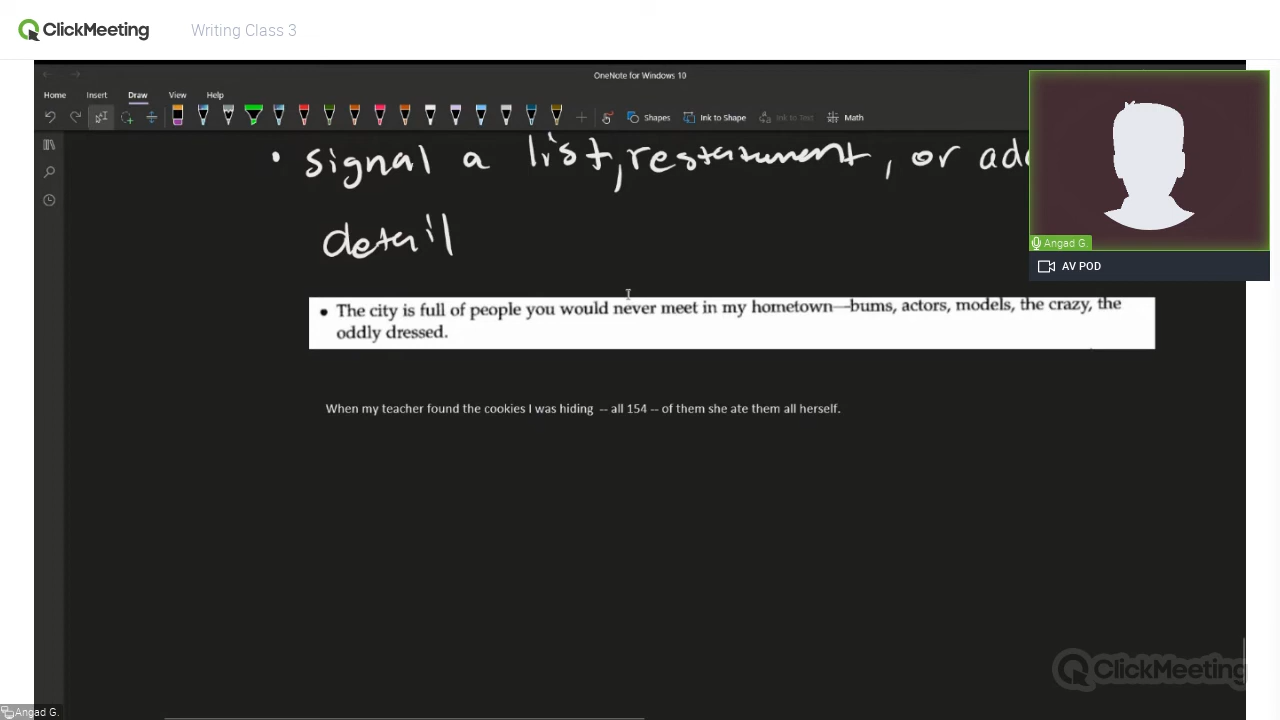 ClickMeeting Writing Class 3
OneNote for Windows 10
Home Insert Draw View Help
Shapes Ink to Shape Ink to Text Math
• signal a list, restatement, or add
detail
Angad G.
AV POD
• The city is full of people you would never meet in my hometown—bums, actors, models, the crazy, the
oddly dressed.
When my teacher found the cookies I was hiding -- all 154 -- of them she ate them all herself.
ClickMeeting
Angad G.